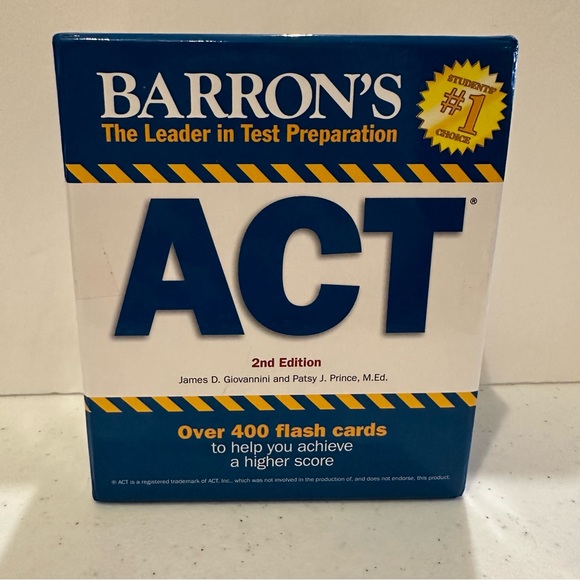 BARRON'S
The Leader in Test Preparation
STUDENTS'
#1
CHOICE
ACT®
2nd Edition
James D. Giovannini and Patsy J. Prince, M.Ed.
Over 400 flash cards
to help you achieve
a higher score
® ACT is a registered trademark of ACT, Inc., which was not involved in the production of, and does not endorse, this product.